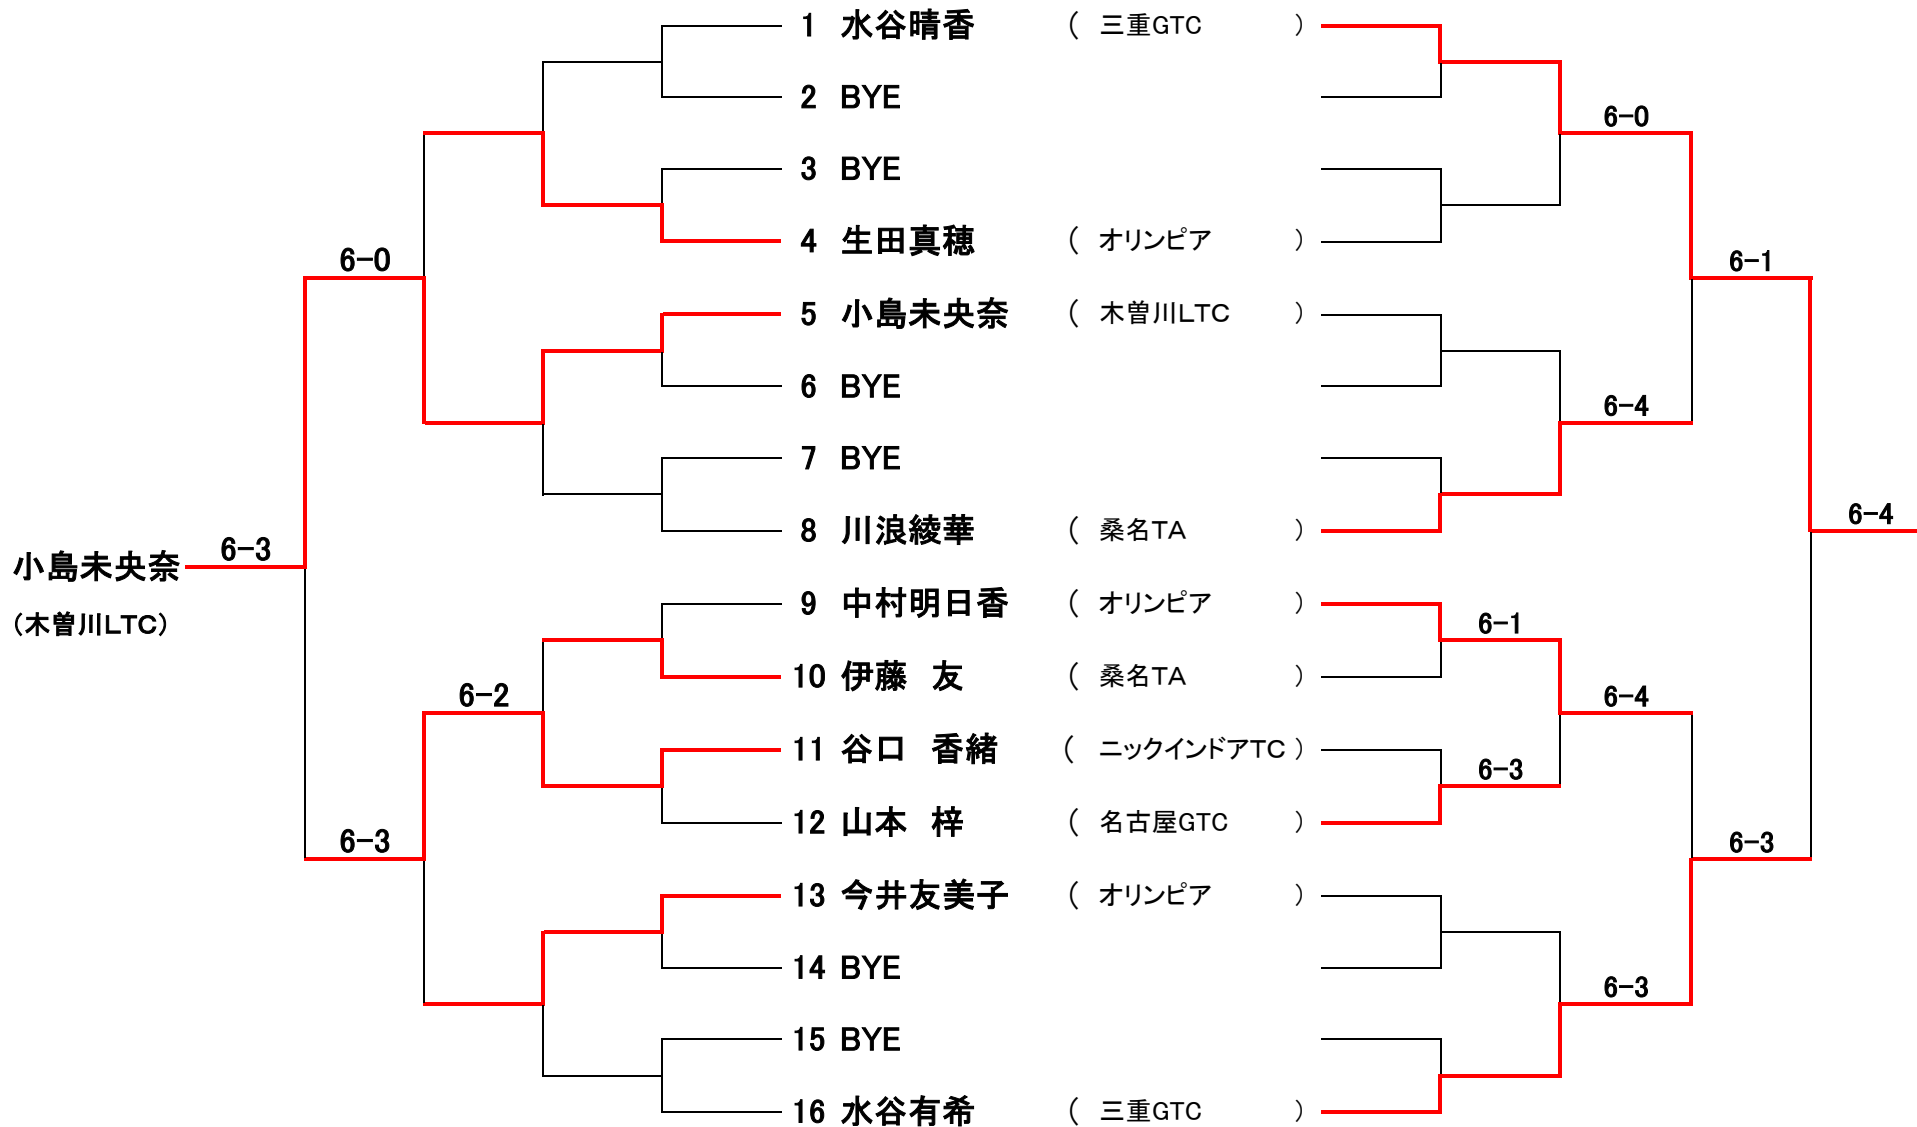 1 水谷晴香 ( 三重GTC )
2 BYE
6-0
3 BYE
4 生田真穂 ( オリンピア )
6-0
6-1
5 小島未央奈 ( 木曽川LTC )
6 BYE
6-4
7 BYE
8 川浪綾華 ( 桑名TA )
6-4
小島未央奈 6-3
(木曽川LTC)
9 中村明日香 ( オリンピア )
6-1
10 伊藤　友 ( 桑名TA )
6-2
6-4
11 谷口　香緒 ( ニックインドアTC )
6-3
12 山本　梓 ( 名古屋GTC )
6-3
6-3
13 今井友美子 ( オリンピア )
14 BYE
6-3
15 BYE
16 水谷有希 ( 三重GTC )